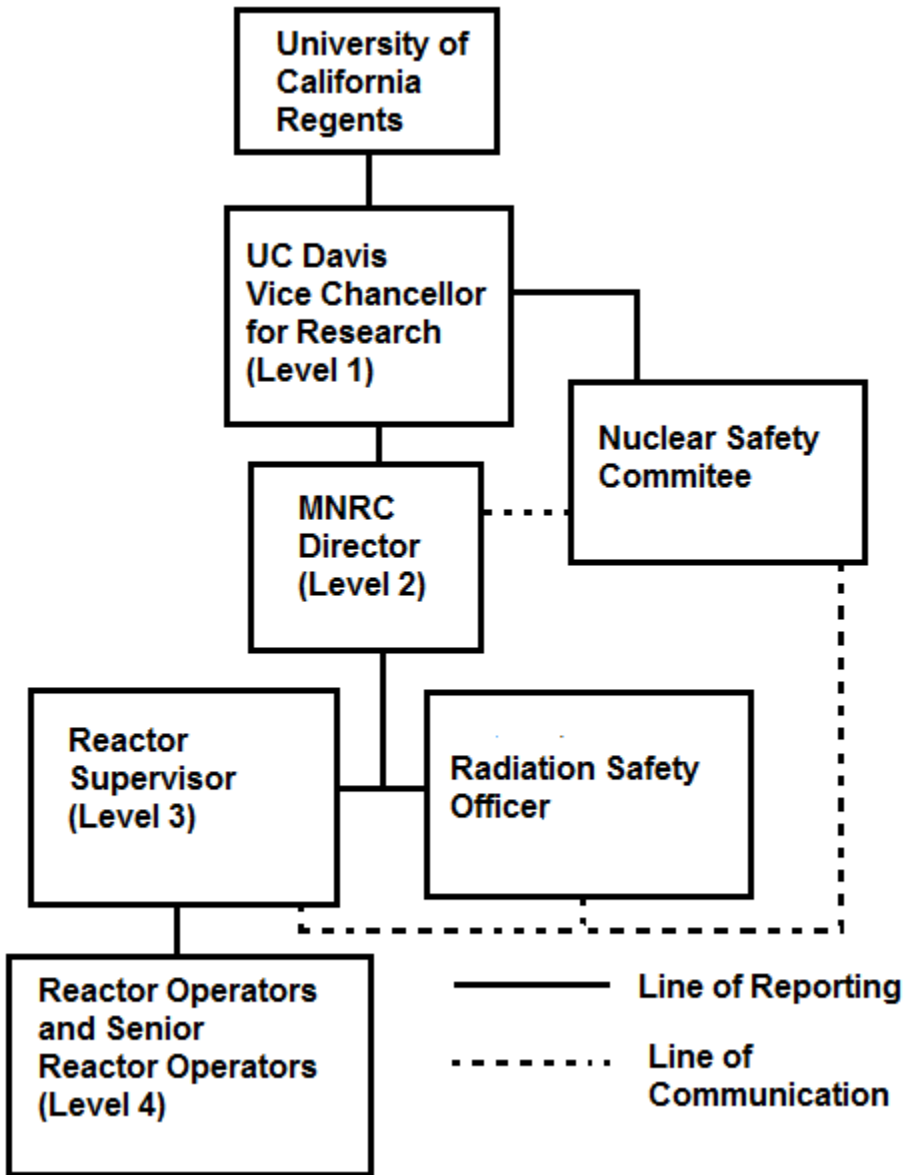 University of
California
Regents
UC Davis
Vice Chancellor
for Research
(Level 1)
Nuclear Safety
Commitee
MNRC
Director
(Level 2)
Reactor
Supervisor
(Level 3)
Radiation Safety
Officer
Reactor Operators
and Senior
Reactor Operators
(Level 4)
Line of Reporting
Line of
Communication